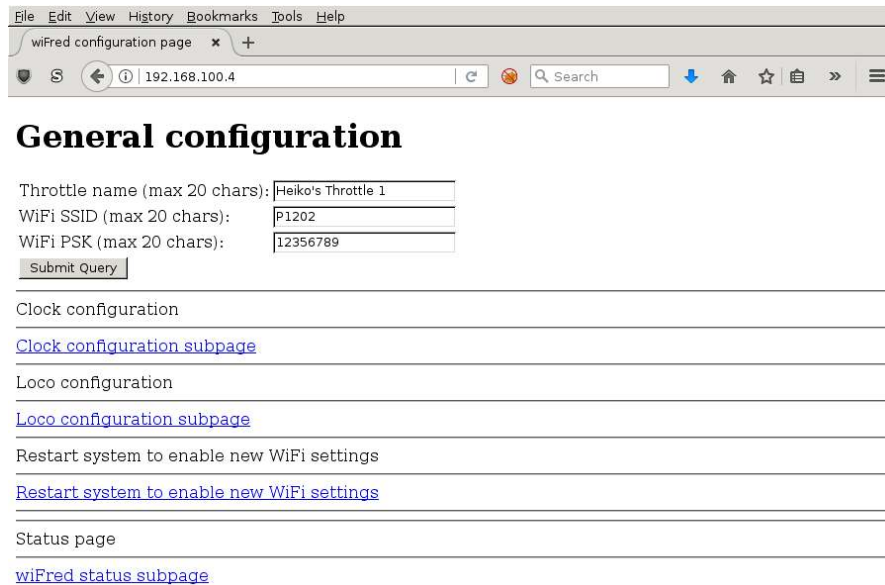 File Edit View History Bookmarks Tools Help
wiFred configuration page × +
S 192.168.100.4 Search
General configuration
Throttle name (max 20 chars): Heiko's Throttle 1
WiFi SSID (max 20 chars): P1202
WiFi PSK (max 20 chars): 12356789
Submit Query
Clock configuration
Clock configuration subpage
Loco configuration
Loco configuration subpage
Restart system to enable new WiFi settings
Restart system to enable new WiFi settings
Status page
wiFred status subpage